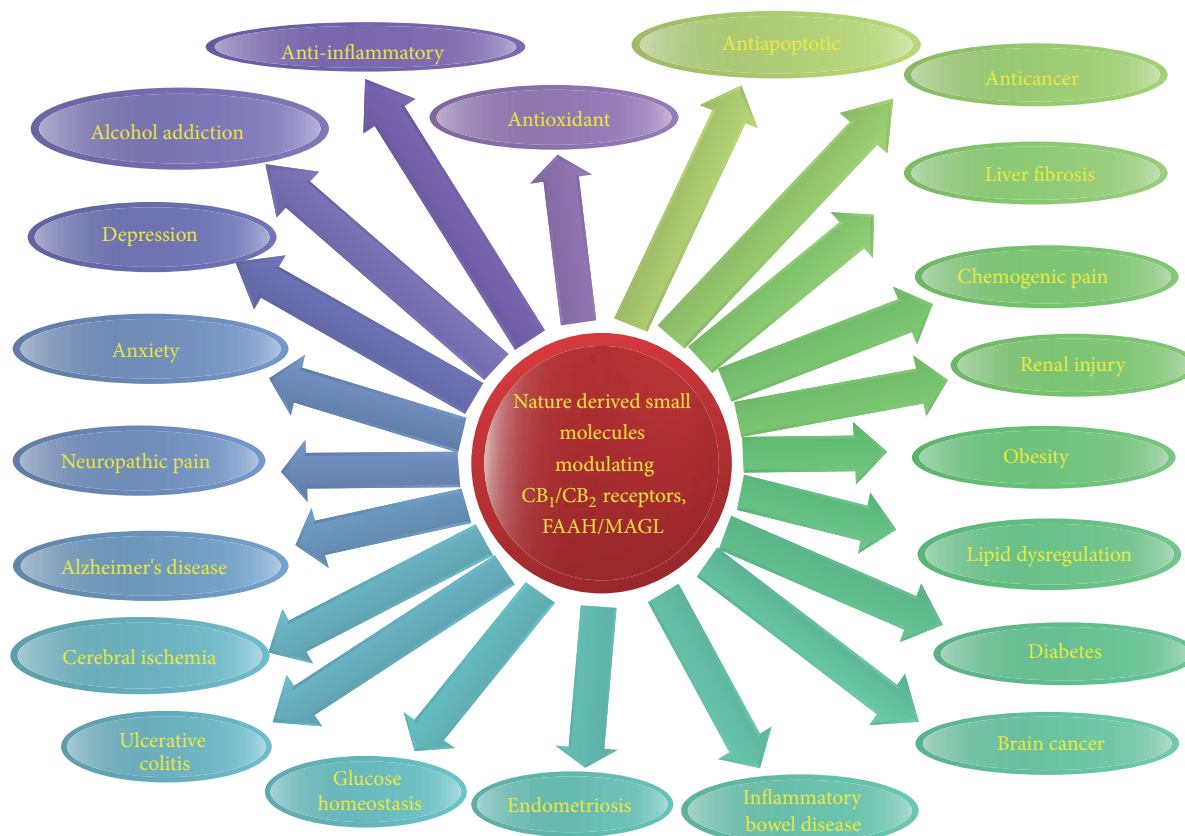 Anti-inflammatory
Antiapoptotic
Anticancer
Alcohol addiction
Antioxidant
Liver fibrosis
Depression
Chemogenic pain
Anxiety
Renal injury
Nature derived small
molecules
modulating
CB₁/CB₂ receptors,
FAAH/MAGL
Neuropathic pain
Obesity
Alzheimer's disease
Lipid dysregulation
Cerebral ischemia
Diabetes
Ulcerative
colitis
Brain cancer
Glucose
homeostasis
Endometriosis
Inflammatory
bowel disease